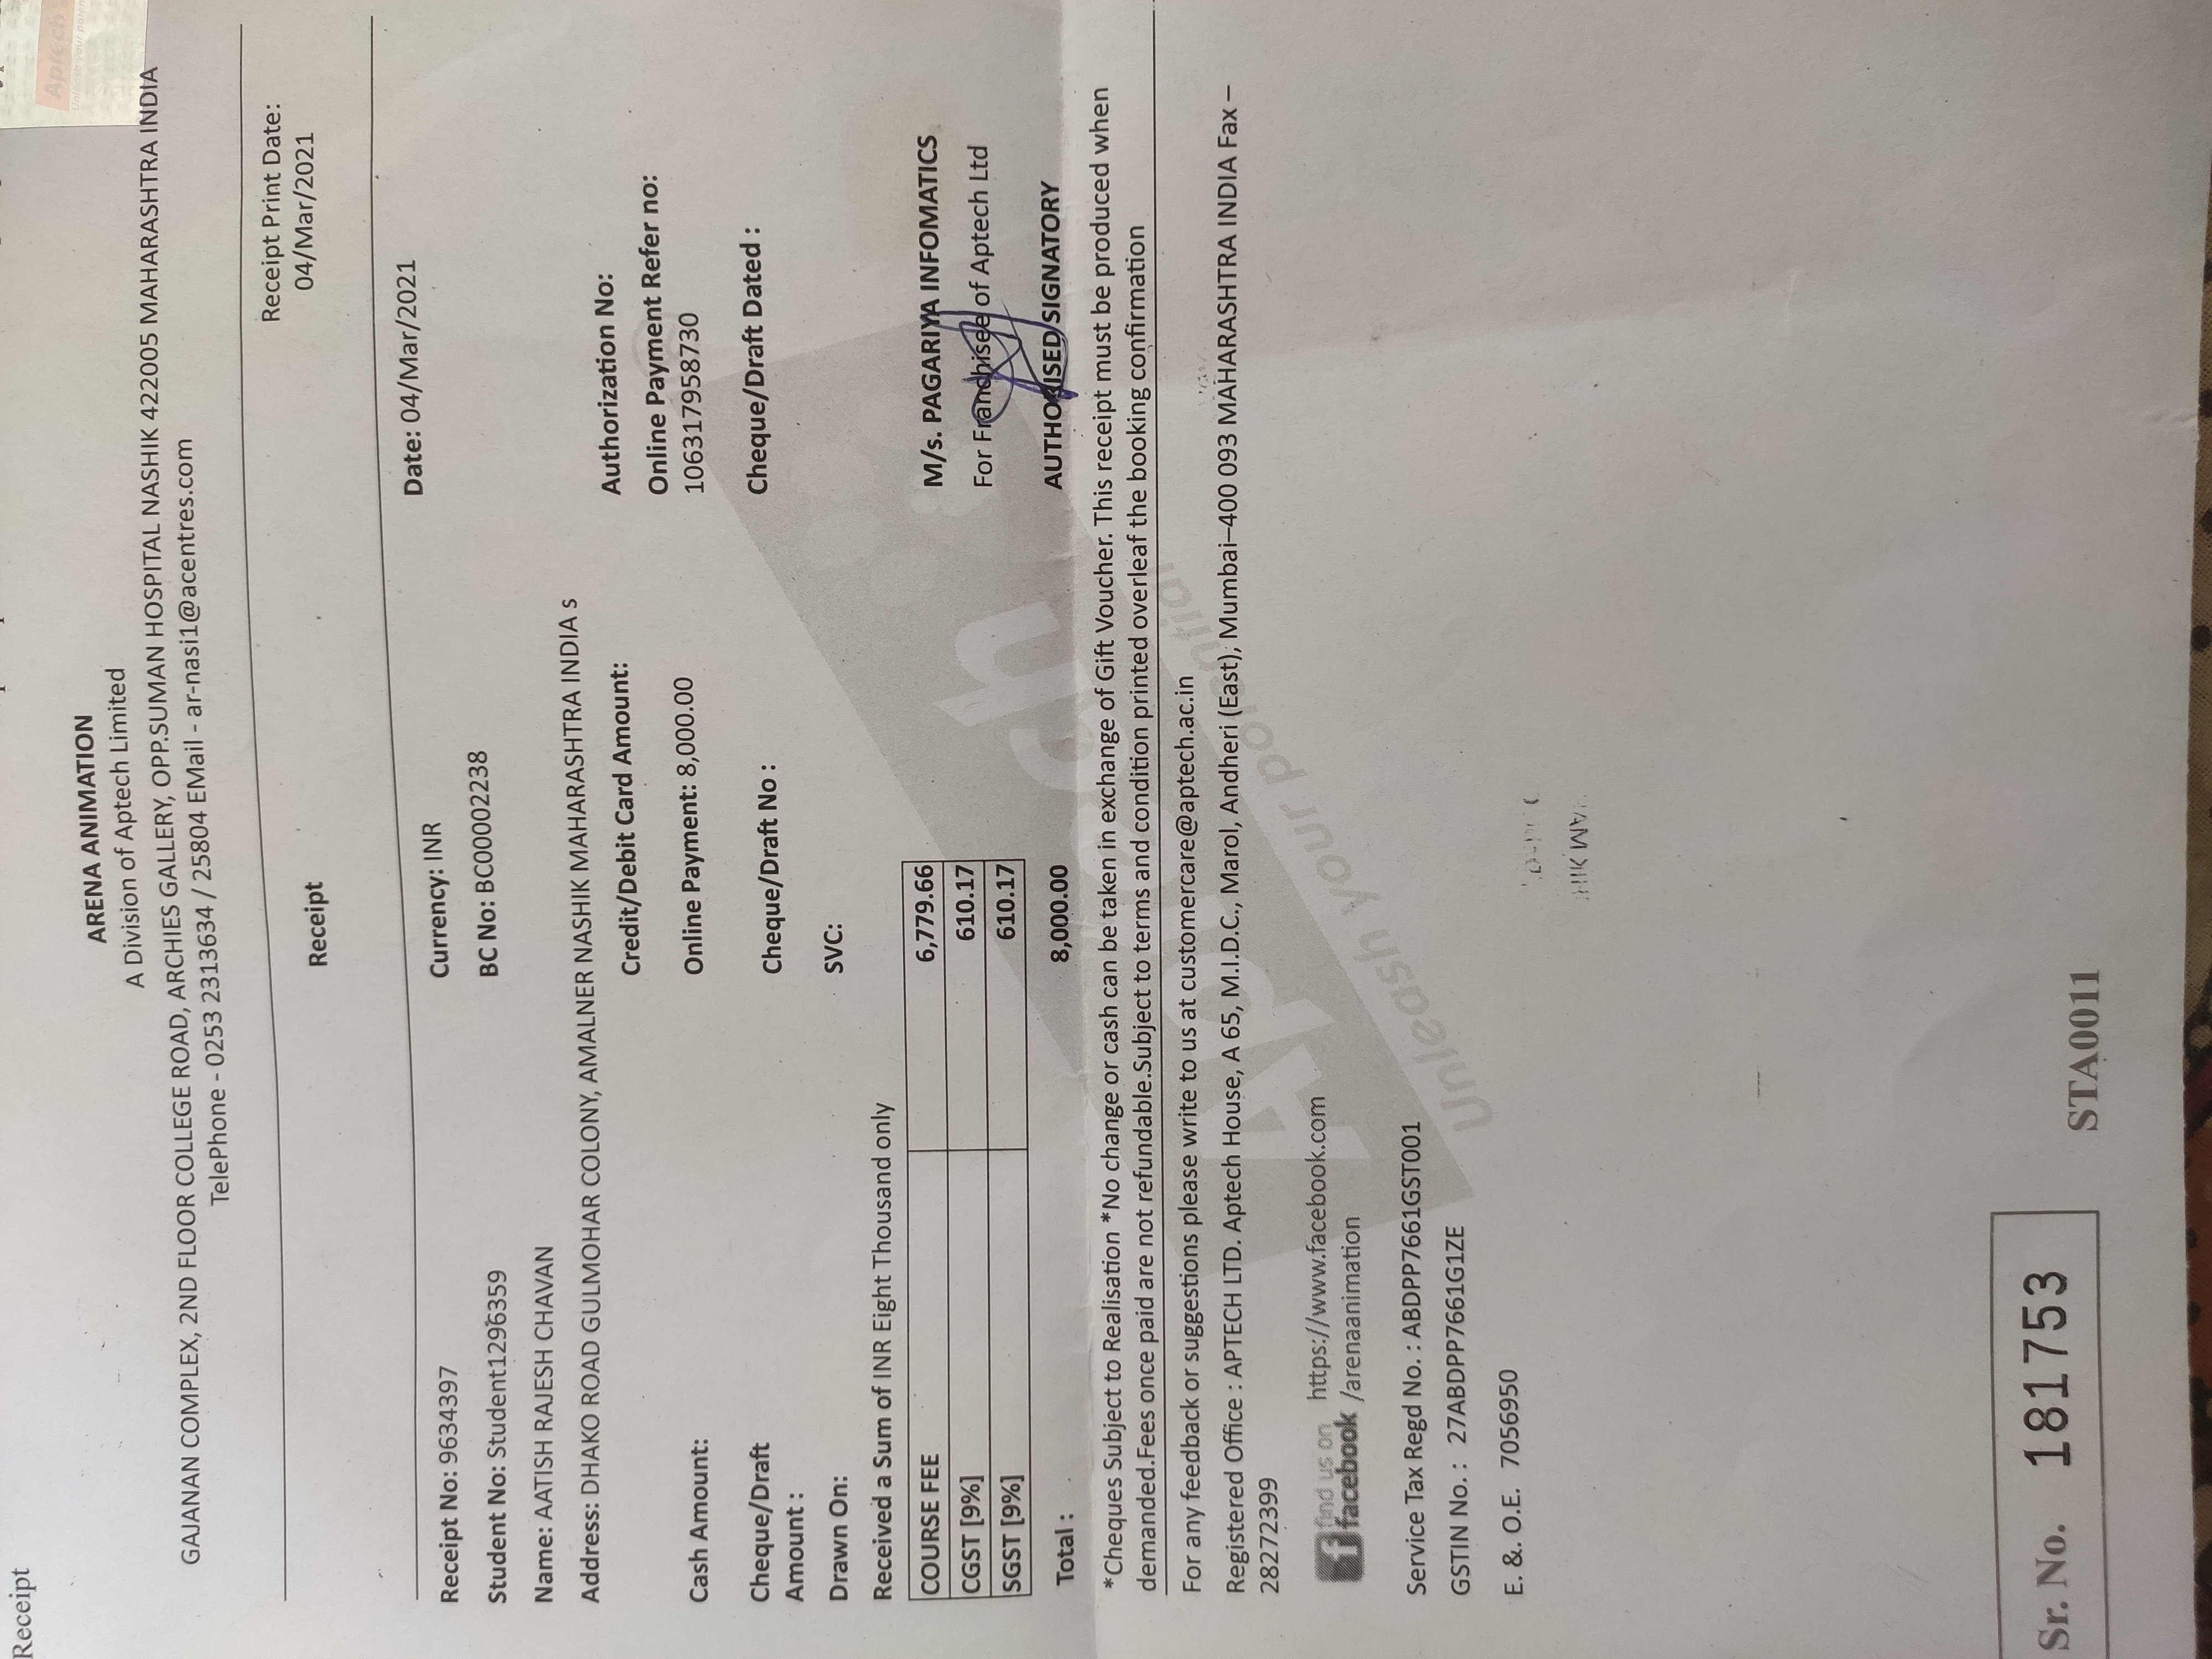 Receipt
Aptech
Unleash your poten
ARENA ANIMATION
A Division of Aptech Limited
GAJANAN COMPLEX, 2ND FLOOR COLLEGE ROAD, ARCHIES GALLERY, OPP.SUMAN HOSPITAL NASHIK 422005 MAHARASHTRA INDIA
TelePhone - 0253 2313634 / 25804 EMail - ar-nasi1@acentres.com
Receipt Print Date:
Receipt
04/Mar/2021
Receipt No: 9634397 Currency: INR Date: 04/Mar/2021
Student No: Student1296359 BC No: BC00002238
Name: AATISH RAJESH CHAVAN
Address: DHAKO ROAD GULMOHAR COLONY, AMALNER NASHIK MAHARASHTRA INDIA s
Credit/Debit Card Amount: Authorization No:
Online Payment Refer no:
Cash Amount: Online Payment: 8,000.00 106317958730
Cheque/Draft
Amount : Cheque/Draft No : Cheque/Draft Dated :
Drawn On: SVC:
Received a Sum of INR Eight Thousand only
COURSE FEE 6,779.66 M/s. PAGARIYA INFOMATICS
CGST [9%] 610.17 For Franchisee of Aptech Ltd
SGST [9%] 610.17
Total : 8,000.00 AUTHORISED SIGNATORY
*Cheques Subject to Realisation *No change or cash can be taken in exchange of Gift Voucher. This receipt must be produced when
demanded.Fees once paid are not refundable.Subject to terms and condition printed overleaf the booking confirmation
For any feedback or suggestions please write to us at customercare@aptech.ac.in
Registered Office : APTECH LTD. Aptech House, A 65, M.I.D.C., Marol, Andheri (East), Mumbai–400 093 MAHARASHTRA INDIA Fax –
28272399
find us on
facebook
https://www.facebook.com
/arenaanimation
Aptech
Unleash your potential
Service Tax Regd No. : ABDPP7661GST001
GSTIN No. : 27ABDPP7661G1ZE
E. &. O.E. 7056950
Sr. No. 181753
STA0011